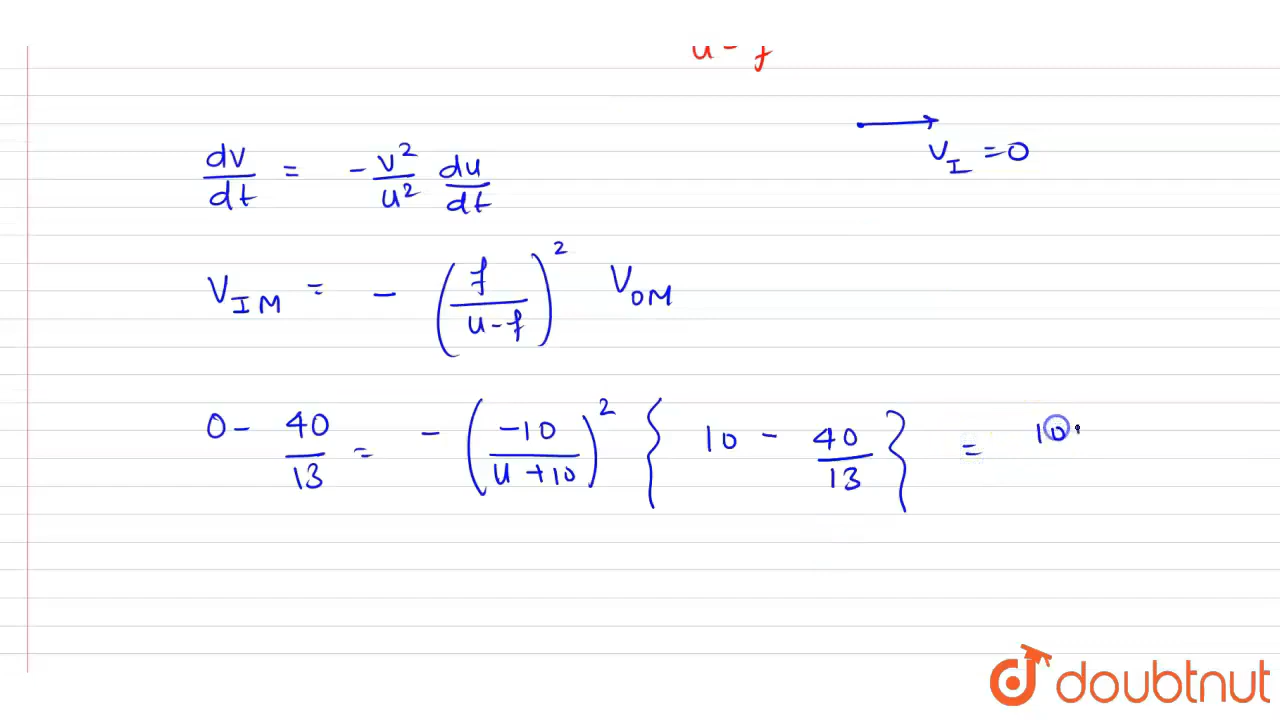 u - f
V_I = 0
dv/dt = - v²/u² du/dt
V_IM = - (f/(u-f))² V_OM
0 - 40/13 = - (-10/(u+10))² { 10 - 40/13 } = 10
doubtnut